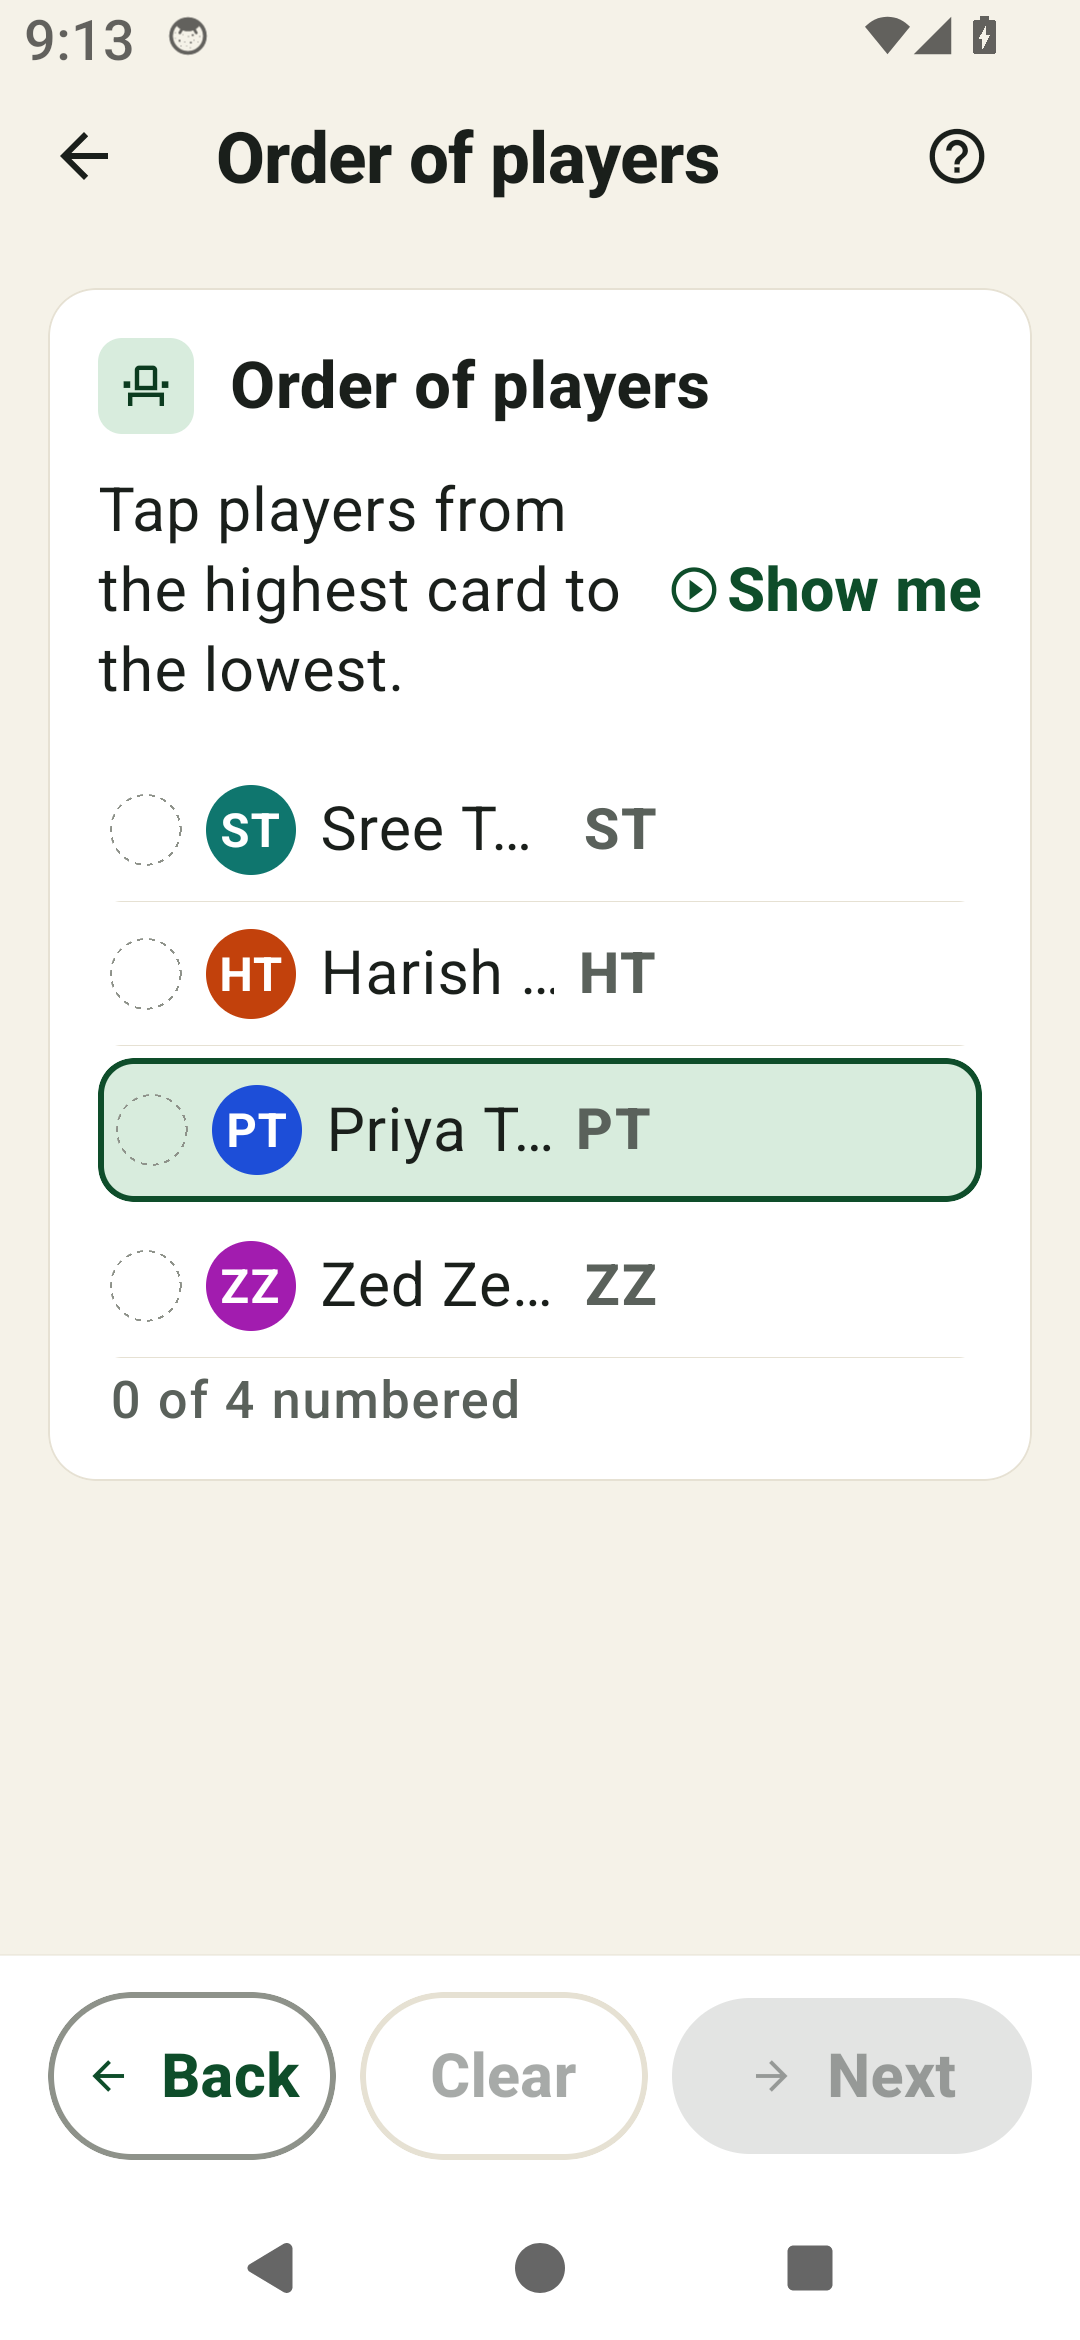 9:13
Order of players
Order of players
Tap players from
the highest card to
the lowest.
Show me
ST Sree T... ST
HT Harish ... HT
PT Priya T... PT
ZZ Zed Ze... ZZ
0 of 4 numbered
Back
Clear
Next